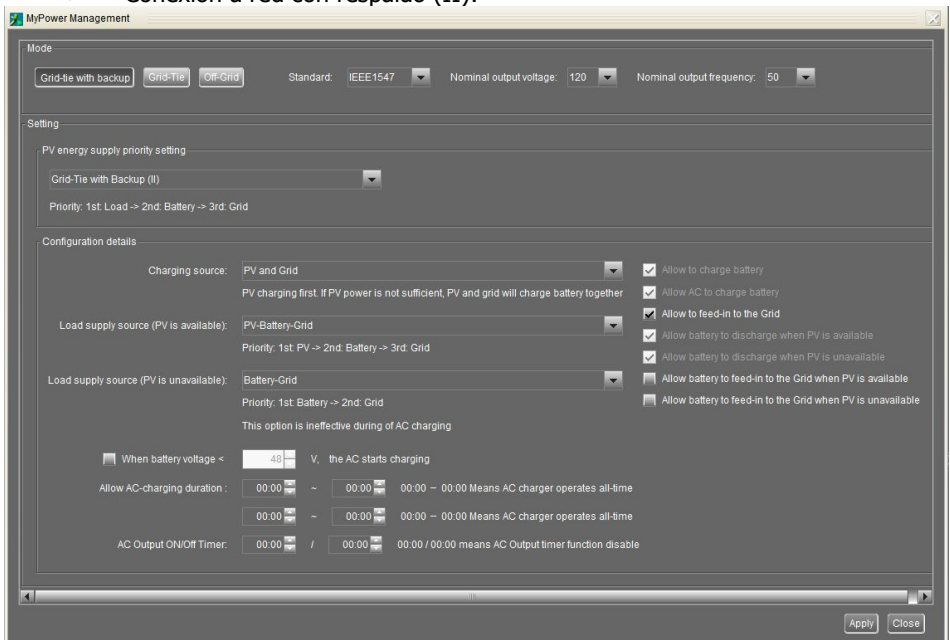 Conexión a red con respaldo (II).
MyPower Management
Mode
Grid-tie with backup Grid-Tie Off-Grid Standard: IEEE1547 Nominal output voltage: 120 Nominal output frequency: 50
Setting
PV energy supply priority setting
Grid-Tie with Backup (II)
Priority: 1st: Load -> 2nd: Battery -> 3rd: Grid
Configuration details
Charging source: PV and Grid
PV charging first. If PV power is not sufficient, PV and grid will charge battery together
Load supply source (PV is available): PV-Battery-Grid
Priority: 1st: PV -> 2nd: Battery -> 3rd: Grid
Load supply source (PV is unavailable): Battery-Grid
Priority: 1st: Battery -> 2nd: Grid
This option is ineffective during of AC charging
Allow to charge battery
Allow AC to charge battery
Allow to feed-in to the Grid
Allow battery to discharge when PV is available
Allow battery to discharge when PV is unavailable
Allow battery to feed-in to the Grid when PV is available
Allow battery to feed-in to the Grid when PV is unavailable
When battery voltage < 48 V, the AC starts charging
Allow AC-charging duration : 00:00 ~ 00:00 00:00 – 00:00 Means AC charger operates all-time
00:00 ~ 00:00 00:00 – 00:00 Means AC charger operates all-time
AC Output ON/Off Timer: 00:00 / 00:00 00:00 / 00:00 means AC Output timer function disable
Apply Close